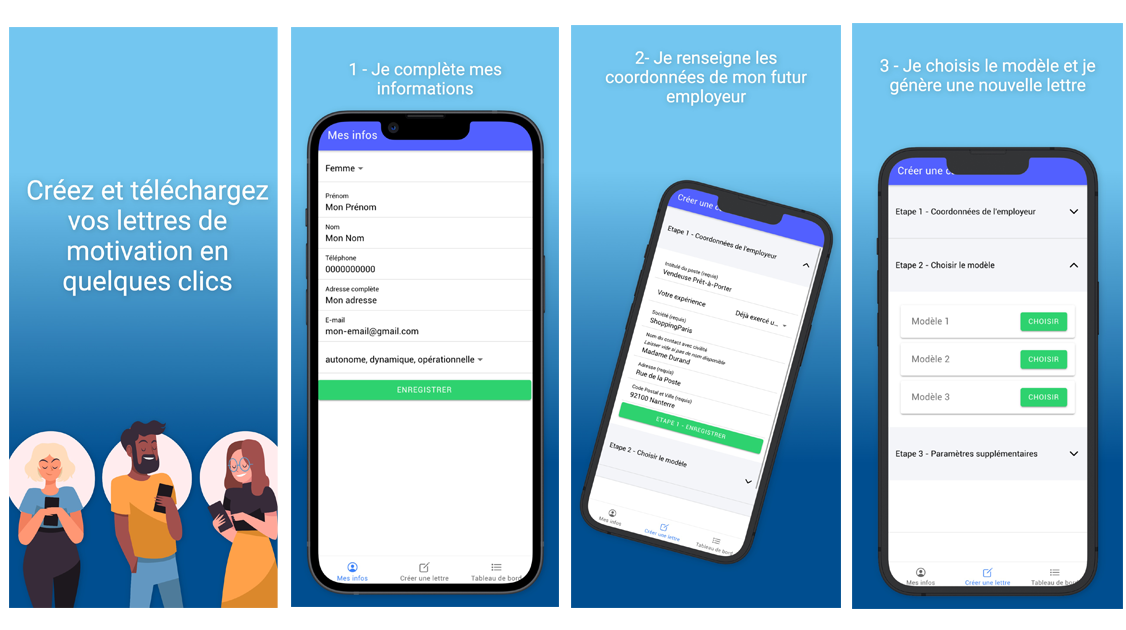 Créez et téléchargez
vos lettres de
motivation en
quelques clics
1 - Je complète mes
informations
Mes infos
Femme
Prénom
Mon Prénom
Nom
Mon Nom
Téléphone
0000000000
Adresse complète
Mon adresse
E-mail
mon-email@gmail.com
autonome, dynamique, opérationnelle
ENREGISTRER
Mes infos
Créer une lettre
Tableau de bord
2- Je renseigne les
coordonnées de mon futur
employeur
Créer une
Etape 1 - Coordonnées de l'employeur
Intitulé du poste (requis)
Vendeuse Prêt-à-Porter
Votre expérience
Déjà exercé u...
Société (requis)
ShoppingParis
Nom du contact avec civilité
Laisser vide si pas de nom disponible
Madame Durand
Adresse (requis)
Rue de la Poste
Code Postal et Ville (requis)
92100 Nanterre
ETAPE 1 - ENREGISTRER
Etape 2 - Choisir le modèle
Mes infos
Créer une lettre
Tableau de bord
3 - Je choisis le modèle et je
génère une nouvelle lettre
Créer une
Etape 1 - Coordonnées de l'employeur
Etape 2 - Choisir le modèle
Modèle 1
CHOISIR
Modèle 2
CHOISIR
Modèle 3
CHOISIR
Etape 3 - Paramètres supplémentaires
Mes infos
Créer une lettre
Tableau de bord